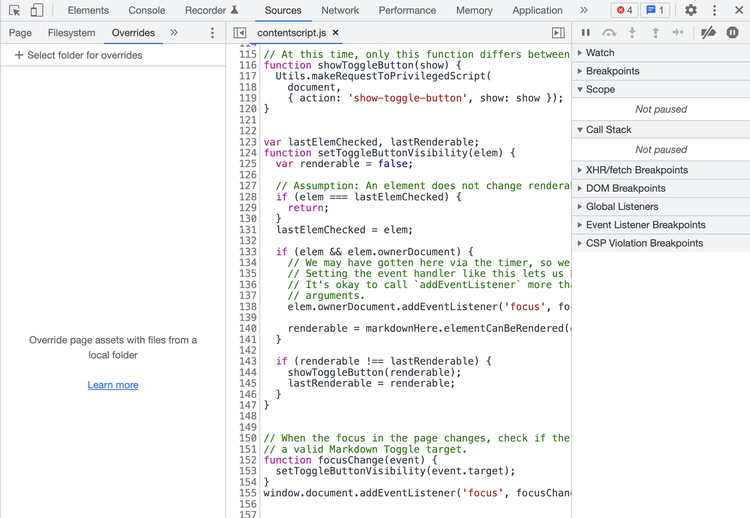 Elements Console Recorder Sources Network Performance Memory Application » 4 1
Page Filesystem Overrides »
+ Select folder for overrides
Override page assets with files from a
local folder
Learn more
contentscript.js ×
115 // At this time, only this function differs between
116 function showToggleButton(show) {
117 Utils.makeRequestToPrivilegedScript(
118 document,
119 { action: 'show-toggle-button', show: show });
120 }
121
122
123 var lastElemChecked, lastRenderable;
124 function setToggleButtonVisibility(elem) {
125 var renderable = false;
126
127 // Assumption: An element does not change renderab
128 if (elem === lastElemChecked) {
129 return;
130 }
131 lastElemChecked = elem;
132
133 if (elem && elem.ownerDocument) {
134 // We may have gotten here via the timer, so we
135 // Setting the event handler like this lets us
136 // It's okay to call `addEventListener` more tha
137 // arguments.
138 elem.ownerDocument.addEventListener('focus', fo
139
140 renderable = markdownHere.elementCanBeRendered(
141 }
142
143 if (renderable !== lastRenderable) {
144 showToggleButton(renderable);
145 lastRenderable = renderable;
146 }
147 }
148
149
150 // When the focus in the page changes, check if the
151 // a valid Markdown Toggle target.
152 function focusChange(event) {
153 setToggleButtonVisibility(event.target);
154 }
155 window.document.addEventListener('focus', focusChan
156
157
Watch
Breakpoints
Scope
Not paused
Call Stack
Not paused
XHR/fetch Breakpoints
DOM Breakpoints
Global Listeners
Event Listener Breakpoints
CSP Violation Breakpoints